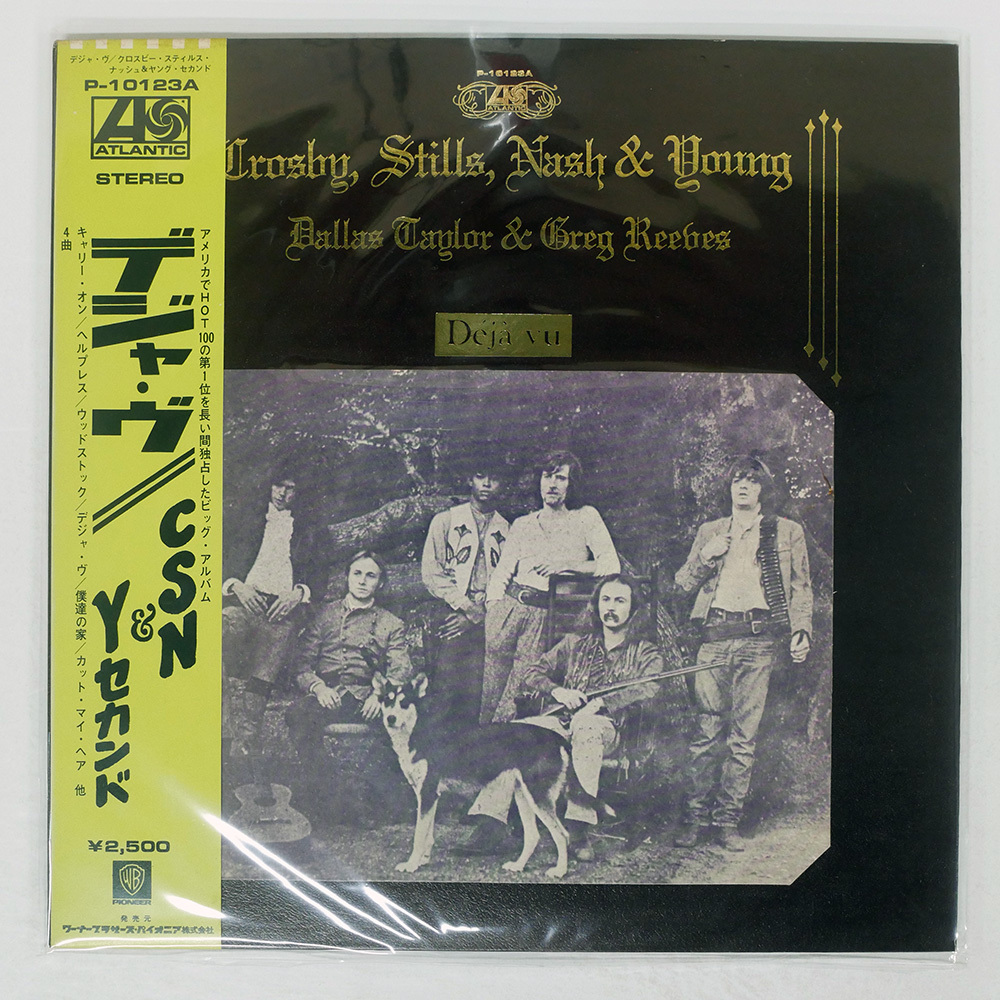 デジャ・ヴ/クロスビー・スティルス・
ナッシュ&ヤング・セカンド
P-10123A
ATLANTIC
STEREO
アメリカでHOT100の第1位を長い間独占したビッグ・アルバム
デジャ・ヴ/CSN
&Yセカンド
キャリー・オン/ヘルプレス/ウッドストック/デジャ・ヴ/僕達の家/カット・マイ・ヘア 他
4曲
¥2,500
WB
PIONEER
発売元
ワーナーブラザーズ・パイオニア株式会社
P-10123A
ATLANTIC
Crosby, Stills, Nash & Young
Dallas Taylor & Greg Reeves
Déjà vu